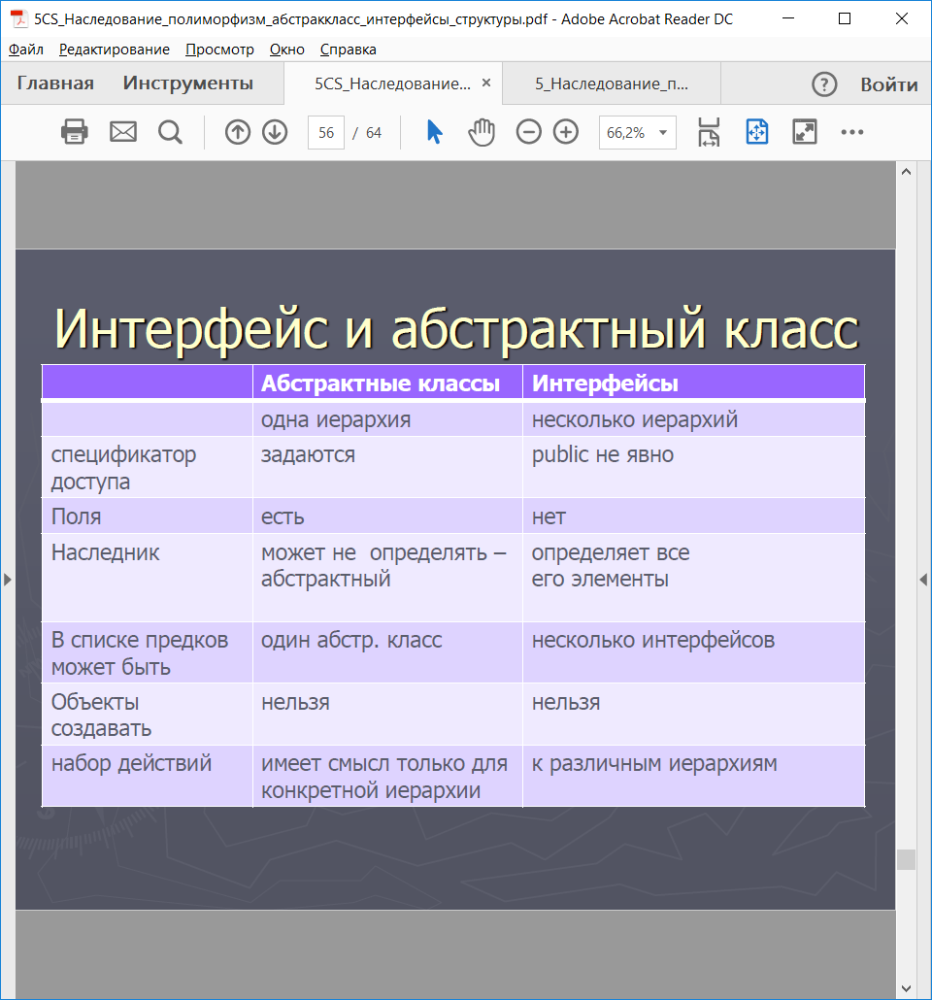 5CS_Наследование_полиморфизм_абстракккласс_интерфейсы_структуры.pdf - Adobe Acrobat Reader DC
Файл Редактирование Просмотр Окно Справка
Главная Инструменты 5CS_Наследование... × 5_Наследование_п... ? Войти
56 / 64 66,2%
Интерфейс и абстрактный класс
Абстрактные классы Интерфейсы
одна иерархия несколько иерархий
спецификатор задаются public не явно
доступа
Поля есть нет
Наследник может не определять – определяет все
абстрактный его элементы
В списке предков один абстр. класс несколько интерфейсов
может быть
Объекты нельзя нельзя
создавать
набор действий имеет смысл только для к различным иерархиям
конкретной иерархии